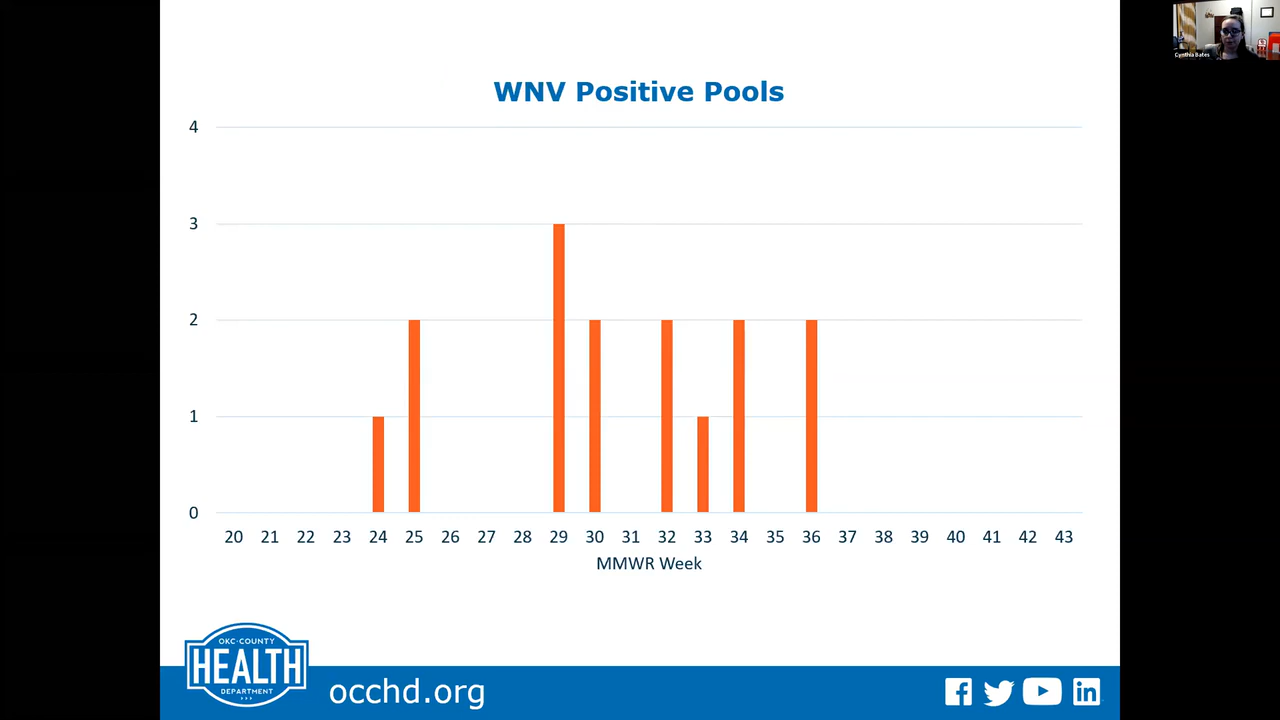 Cynthia Bates
WNV Positive Pools
4
3
2
1
0
20 21 22 23 24 25 26 27 28 29 30 31 32 33 34 35 36 37 38 39 40 41 42 43
MMWR Week
OKC-COUNTY
HEALTH
DEPARTMENT
occhd.org